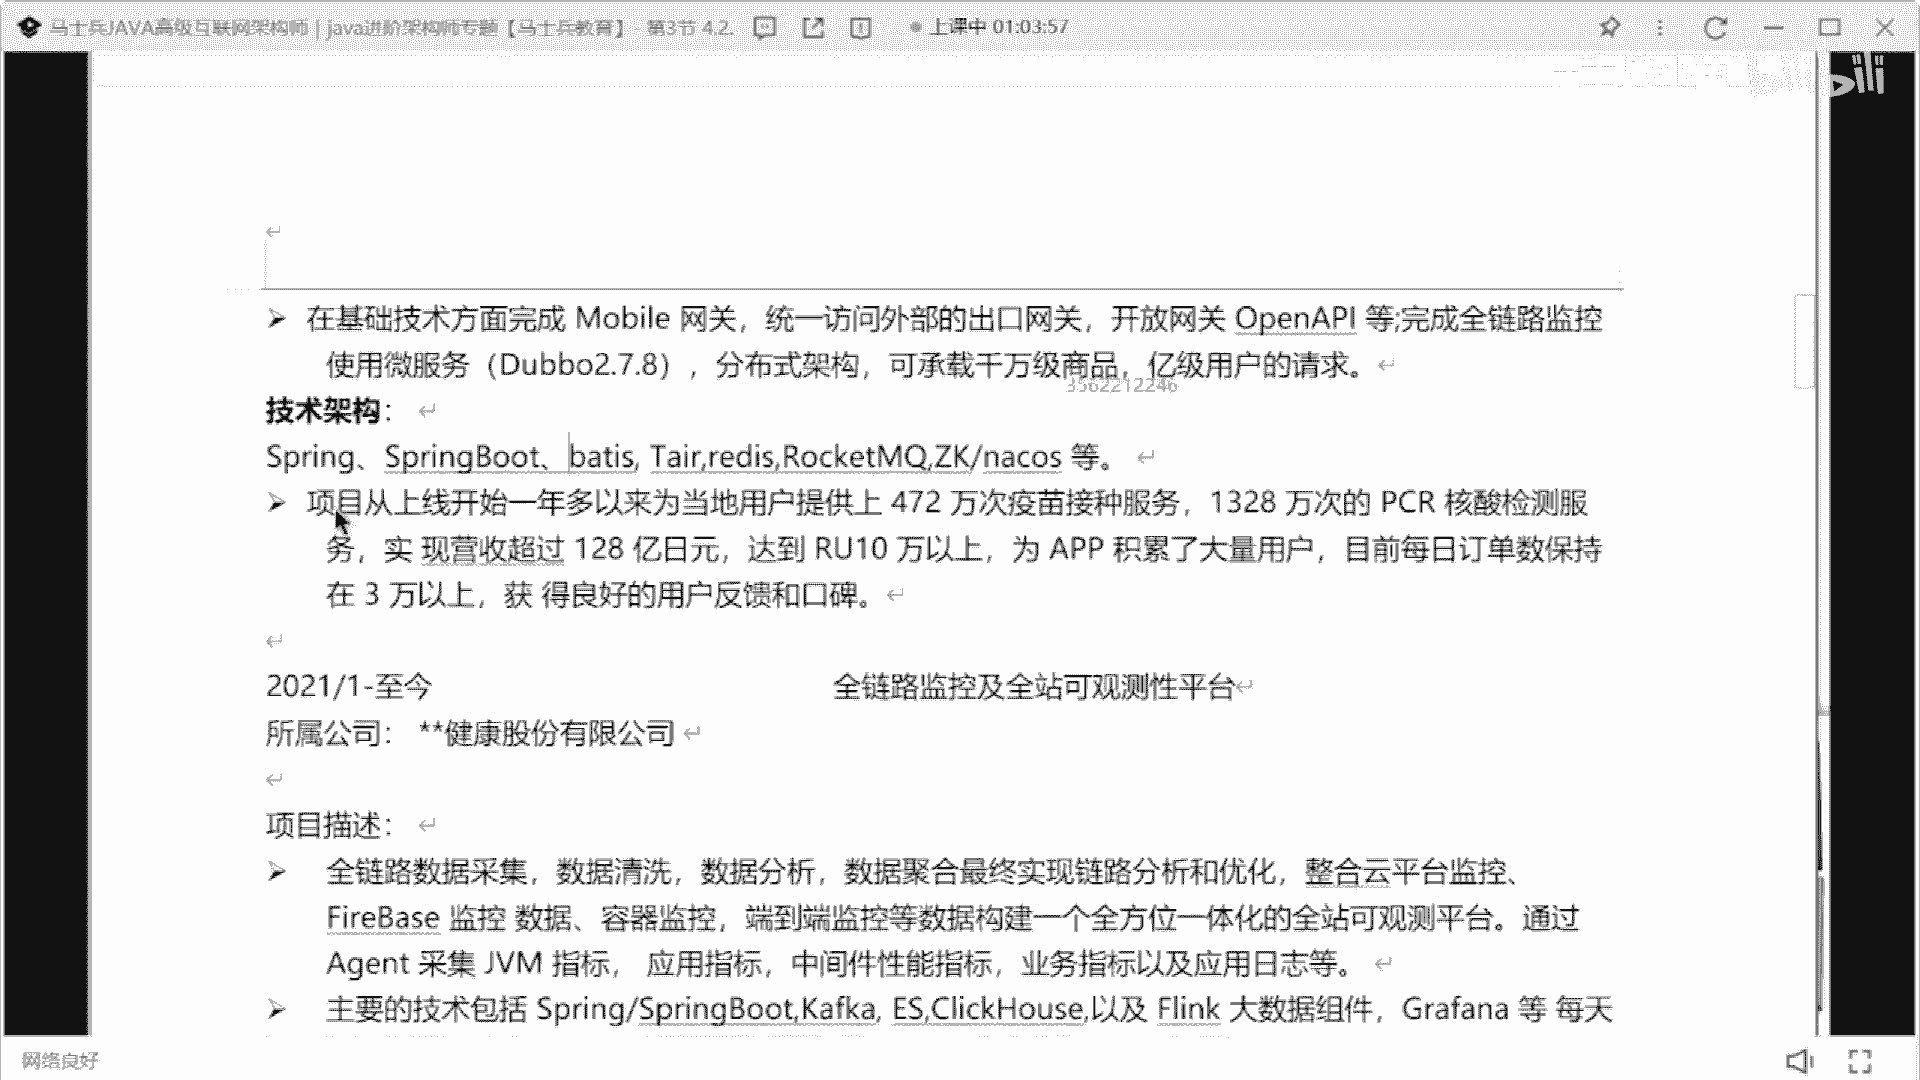 马士兵JAVA高级互联网架构师 | java进阶架构师专题【马士兵教育】 - 第3节 4.2. 上课中 01:03:57
➢ 在基础技术方面完成 Mobile 网关，统一访问外部的出口网关，开放网关 OpenAPI 等;完成全链路监控
使用微服务（Dubbo2.7.8），分布式架构，可承载千万级商品，亿级用户的请求。
3562212246
技术架构：
Spring、SpringBoot、batis, Tair,redis,RocketMQ,ZK/nacos 等。
➢ 项目从上线开始一年多以来为当地用户提供上 472 万次疫苗接种服务，1328 万次的 PCR 核酸检测服
务，实 现营收超过 128 亿日元，达到 RU10 万以上，为 APP 积累了大量用户，目前每日订单数保持
在 3 万以上，获 得良好的用户反馈和口碑。
2021/1-至今 全链路监控及全站可观测性平台
所属公司： **健康股份有限公司
项目描述：
➢ 全链路数据采集，数据清洗，数据分析，数据聚合最终实现链路分析和优化，整合云平台监控、
FireBase 监控 数据、容器监控，端到端监控等数据构建一个全方位一体化的全站可观测平台。通过
Agent 采集 JVM 指标， 应用指标，中间件性能指标，业务指标以及应用日志等。
➢ 主要的技术包括 Spring/SpringBoot,Kafka, ES,ClickHouse,以及 Flink 大数据组件，Grafana 等 每天
网络良好